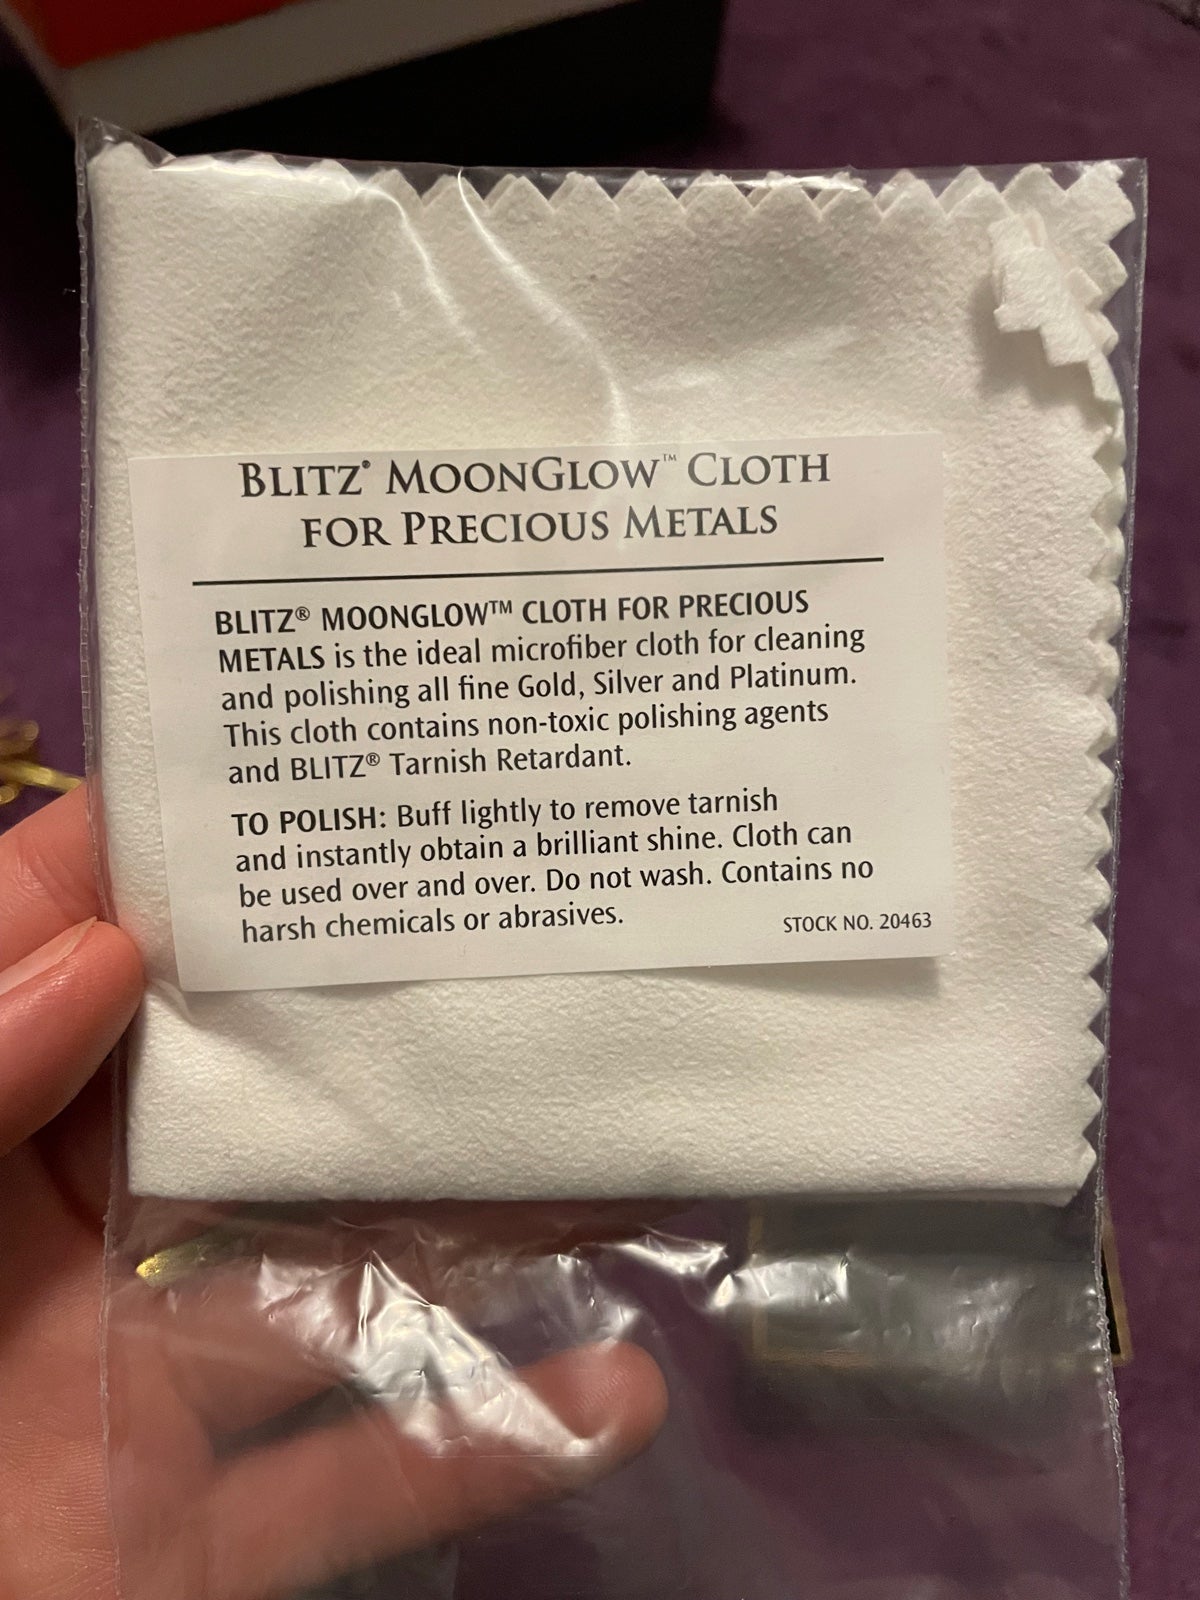 BLITZ® MOONGLOW™ CLOTH
FOR PRECIOUS METALS
BLITZ® MOONGLOW™ CLOTH FOR PRECIOUS
METALS is the ideal microfiber cloth for cleaning
and polishing all fine Gold, Silver and Platinum.
This cloth contains non-toxic polishing agents
and BLITZ® Tarnish Retardant.
TO POLISH: Buff lightly to remove tarnish
and instantly obtain a brilliant shine. Cloth can
be used over and over. Do not wash. Contains no
harsh chemicals or abrasives.
STOCK NO. 20463